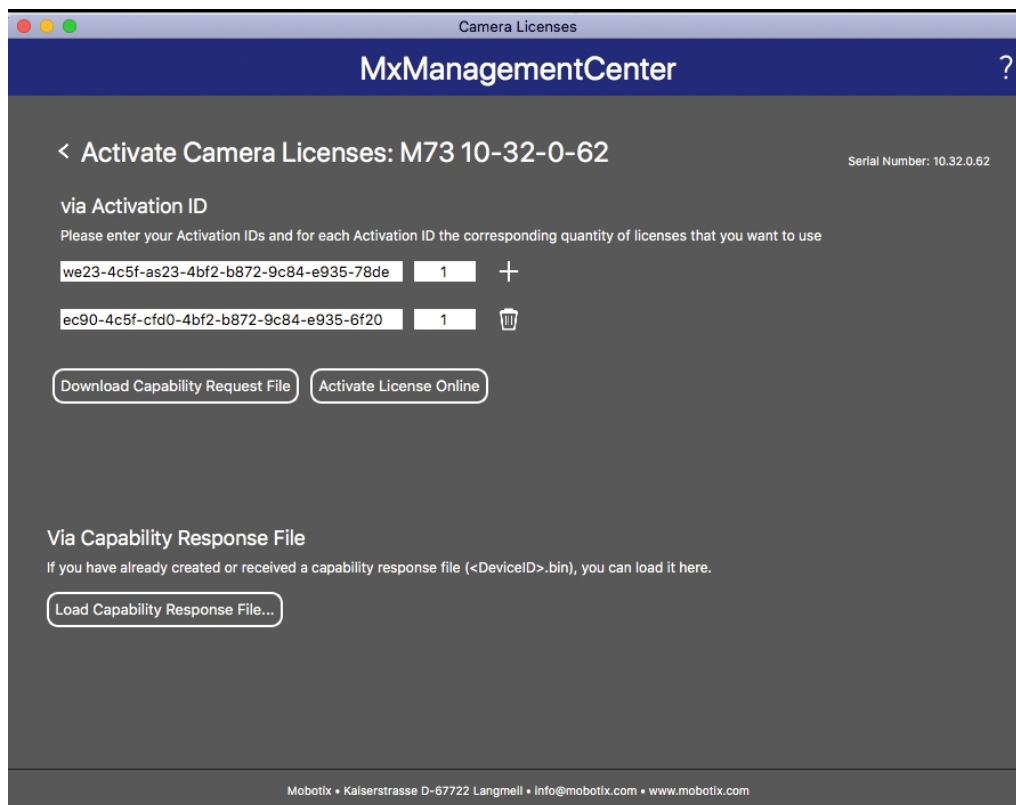 Camera Licenses
MxManagementCenter
?
< Activate Camera Licenses: M73 10-32-0-62
Serial Number: 10.32.0.62
via Activation ID
Please enter your Activation IDs and for each Activation ID the corresponding quantity of licenses that you want to use
we23-4c5f-as23-4bf2-b872-9c84-e935-78de 1 +
ec90-4c5f-cfd0-4bf2-b872-9c84-e935-6f20 1
Download Capability Request File Activate License Online
Via Capability Response File
If you have already created or received a capability response file (<DeviceID>.bin), you can load it here.
Load Capability Response File...
Mobotix • Kaiserstrasse D-67722 Langmeil • info@mobotix.com • www.mobotix.com